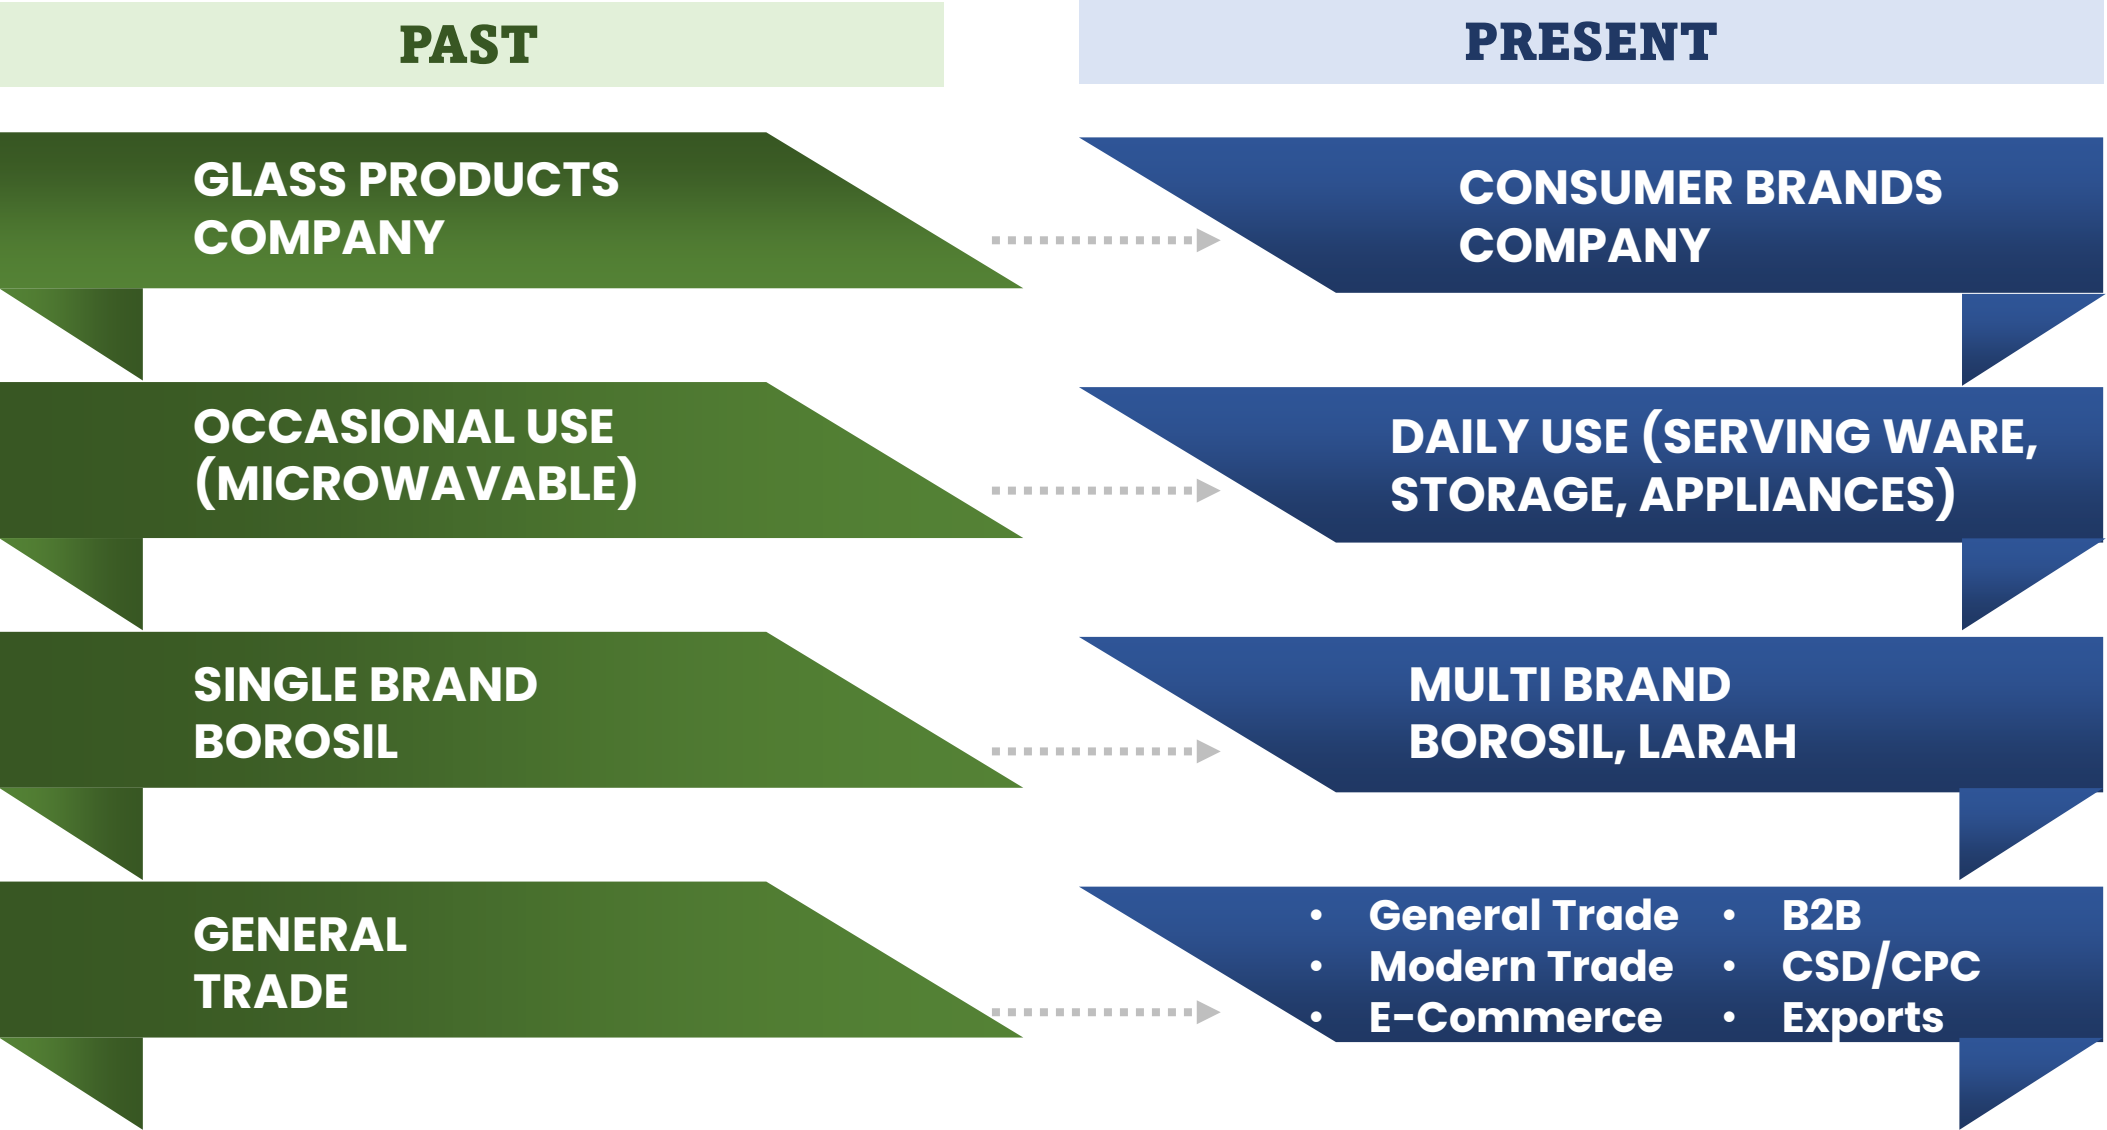 PAST
PRESENT
GLASS PRODUCTS
COMPANY
CONSUMER BRANDS
COMPANY
OCCASIONAL USE
(MICROWAVABLE)
DAILY USE (SERVING WARE,
STORAGE, APPLIANCES)
SINGLE BRAND
BOROSIL
MULTI BRAND
BOROSIL, LARAH
GENERAL
TRADE
• General Trade
• Modern Trade
• E-Commerce
• B2B
• CSD/CPC
• Exports